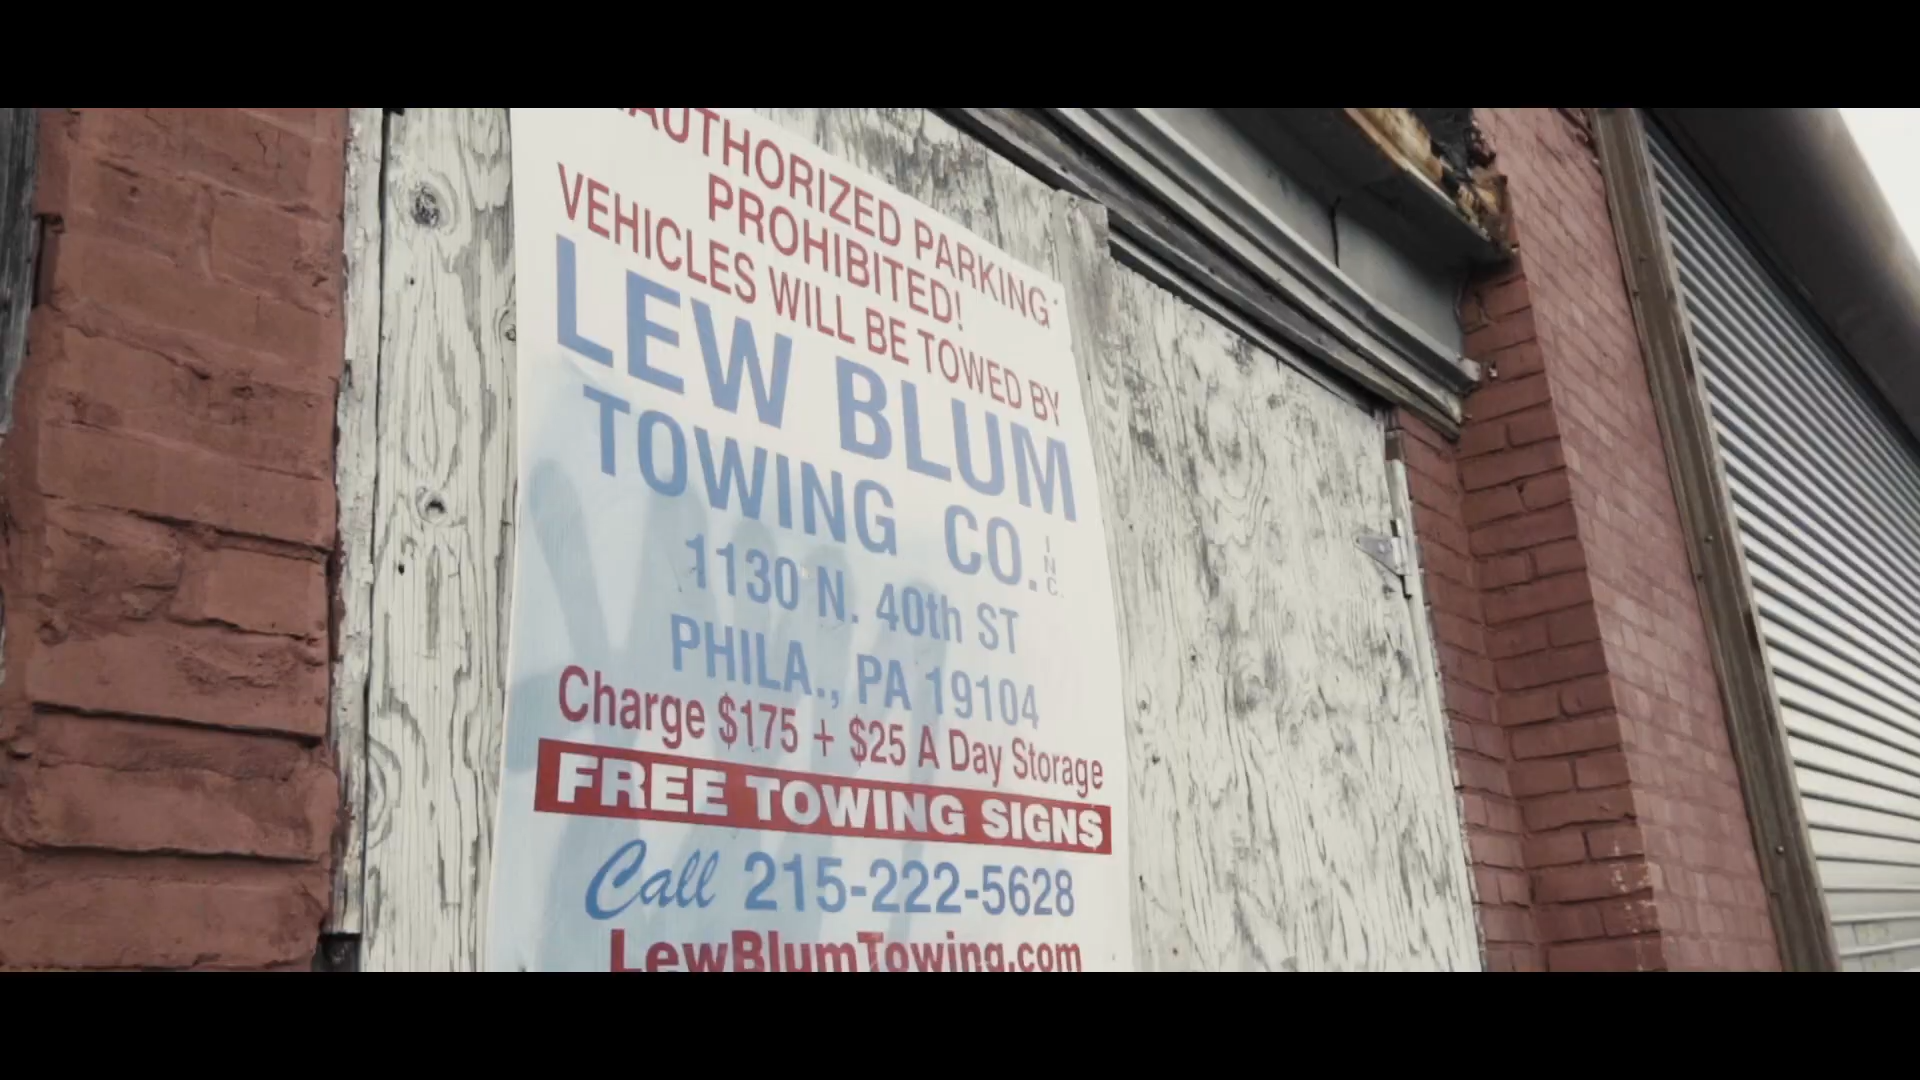 AUTHORIZED PARKING
PROHIBITED!
VEHICLES WILL BE TOWED BY
LEW BLUM
TOWING CO. INC.
1130 N. 40th ST
PHILA., PA 19104
Charge $175 + $25 A Day Storage
FREE TOWING SIGNS
Call 215-222-5628
LewBlumTowing.com